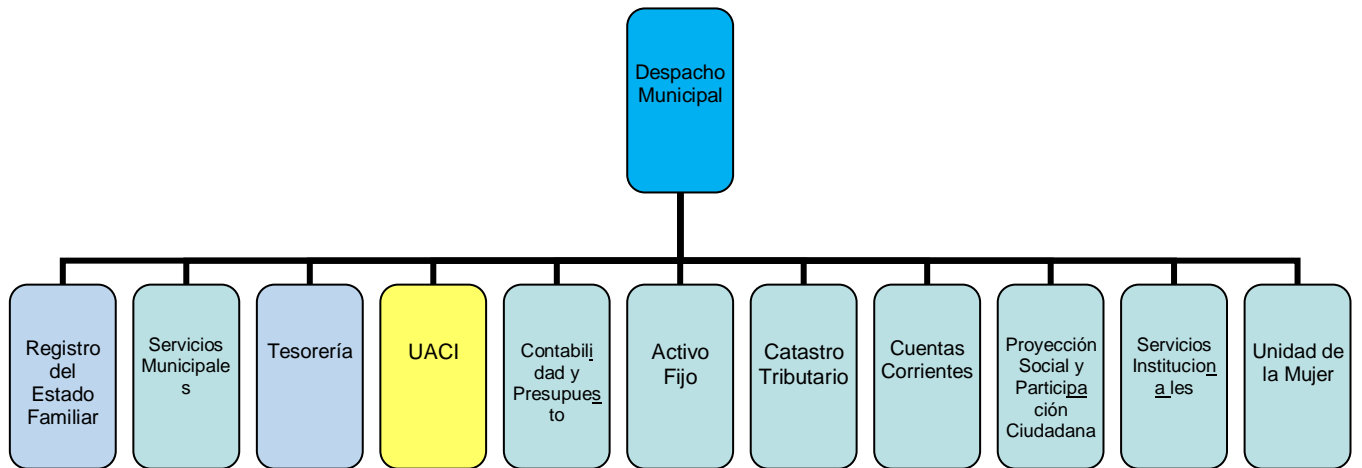 Despacho
Municipal
Registro
del
Estado
Familiar
Servicios
Municipale
s
Tesorería
UACI
Contabili
dad y
Presupues
to
Activo
Fijo
Catastro
Tributario
Cuentas
Corrientes
Proyección
Social y
Participa
ción
Ciudadana
Servicios
Institucion
a les
Unidad de
la Mujer